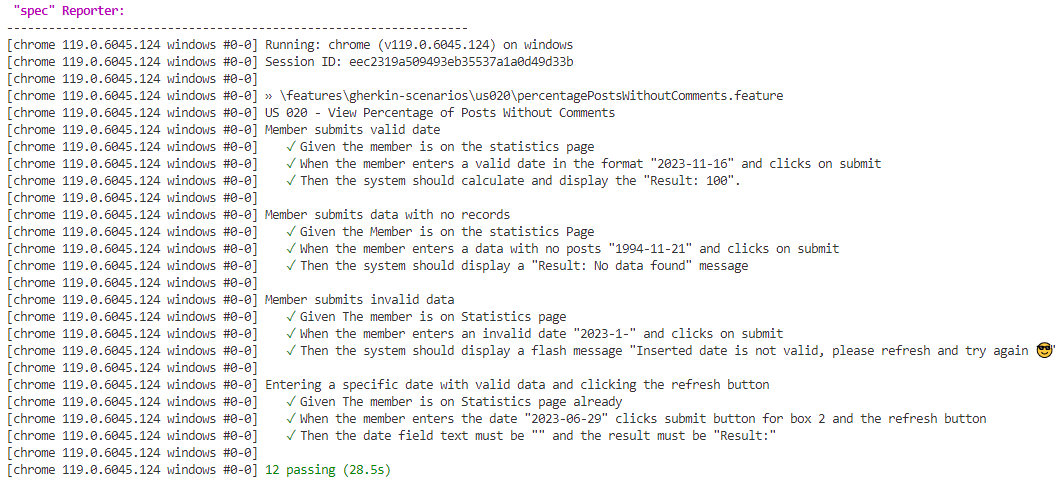 "spec" Reporter:
------------------------------------------------------------------
[chrome 119.0.6045.124 windows #0-0] Running: chrome (v119.0.6045.124) on windows
[chrome 119.0.6045.124 windows #0-0] Session ID: eec2319a509493eb35537a1a0d49d33b
[chrome 119.0.6045.124 windows #0-0]
[chrome 119.0.6045.124 windows #0-0] » \features\gherkin-scenarios\us020\percentagePostsWithoutComments.feature
[chrome 119.0.6045.124 windows #0-0] US 020 - View Percentage of Posts Without Comments
[chrome 119.0.6045.124 windows #0-0] Member submits valid date
[chrome 119.0.6045.124 windows #0-0]    ✓ Given the member is on the statistics page
[chrome 119.0.6045.124 windows #0-0]    ✓ When the member enters a valid date in the format "2023-11-16" and clicks on submit
[chrome 119.0.6045.124 windows #0-0]    ✓ Then the system should calculate and display the "Result: 100".
[chrome 119.0.6045.124 windows #0-0]
[chrome 119.0.6045.124 windows #0-0] Member submits data with no records
[chrome 119.0.6045.124 windows #0-0]    ✓ Given the Member is on the statistics Page
[chrome 119.0.6045.124 windows #0-0]    ✓ When the member enters a data with no posts "1994-11-21" and clicks on submit
[chrome 119.0.6045.124 windows #0-0]    ✓ Then the system should display a "Result: No data found" message
[chrome 119.0.6045.124 windows #0-0]
[chrome 119.0.6045.124 windows #0-0] Member submits invalid data
[chrome 119.0.6045.124 windows #0-0]    ✓ Given The member is on Statistics page
[chrome 119.0.6045.124 windows #0-0]    ✓ When the member enters an invalid date "2023-1-" and clicks on submit
[chrome 119.0.6045.124 windows #0-0]    ✓ Then the system should display a flash message "Inserted date is not valid, please refresh and try again 😎"
[chrome 119.0.6045.124 windows #0-0]
[chrome 119.0.6045.124 windows #0-0] Entering a specific date with valid data and clicking the refresh button
[chrome 119.0.6045.124 windows #0-0]    ✓ Given The member is on Statistics page already
[chrome 119.0.6045.124 windows #0-0]    ✓ When the member enters the date "2023-06-29" clicks submit button for box 2 and the refresh button
[chrome 119.0.6045.124 windows #0-0]    ✓ Then the date field text must be "" and the result must be "Result:"
[chrome 119.0.6045.124 windows #0-0]
[chrome 119.0.6045.124 windows #0-0] 12 passing (28.5s)